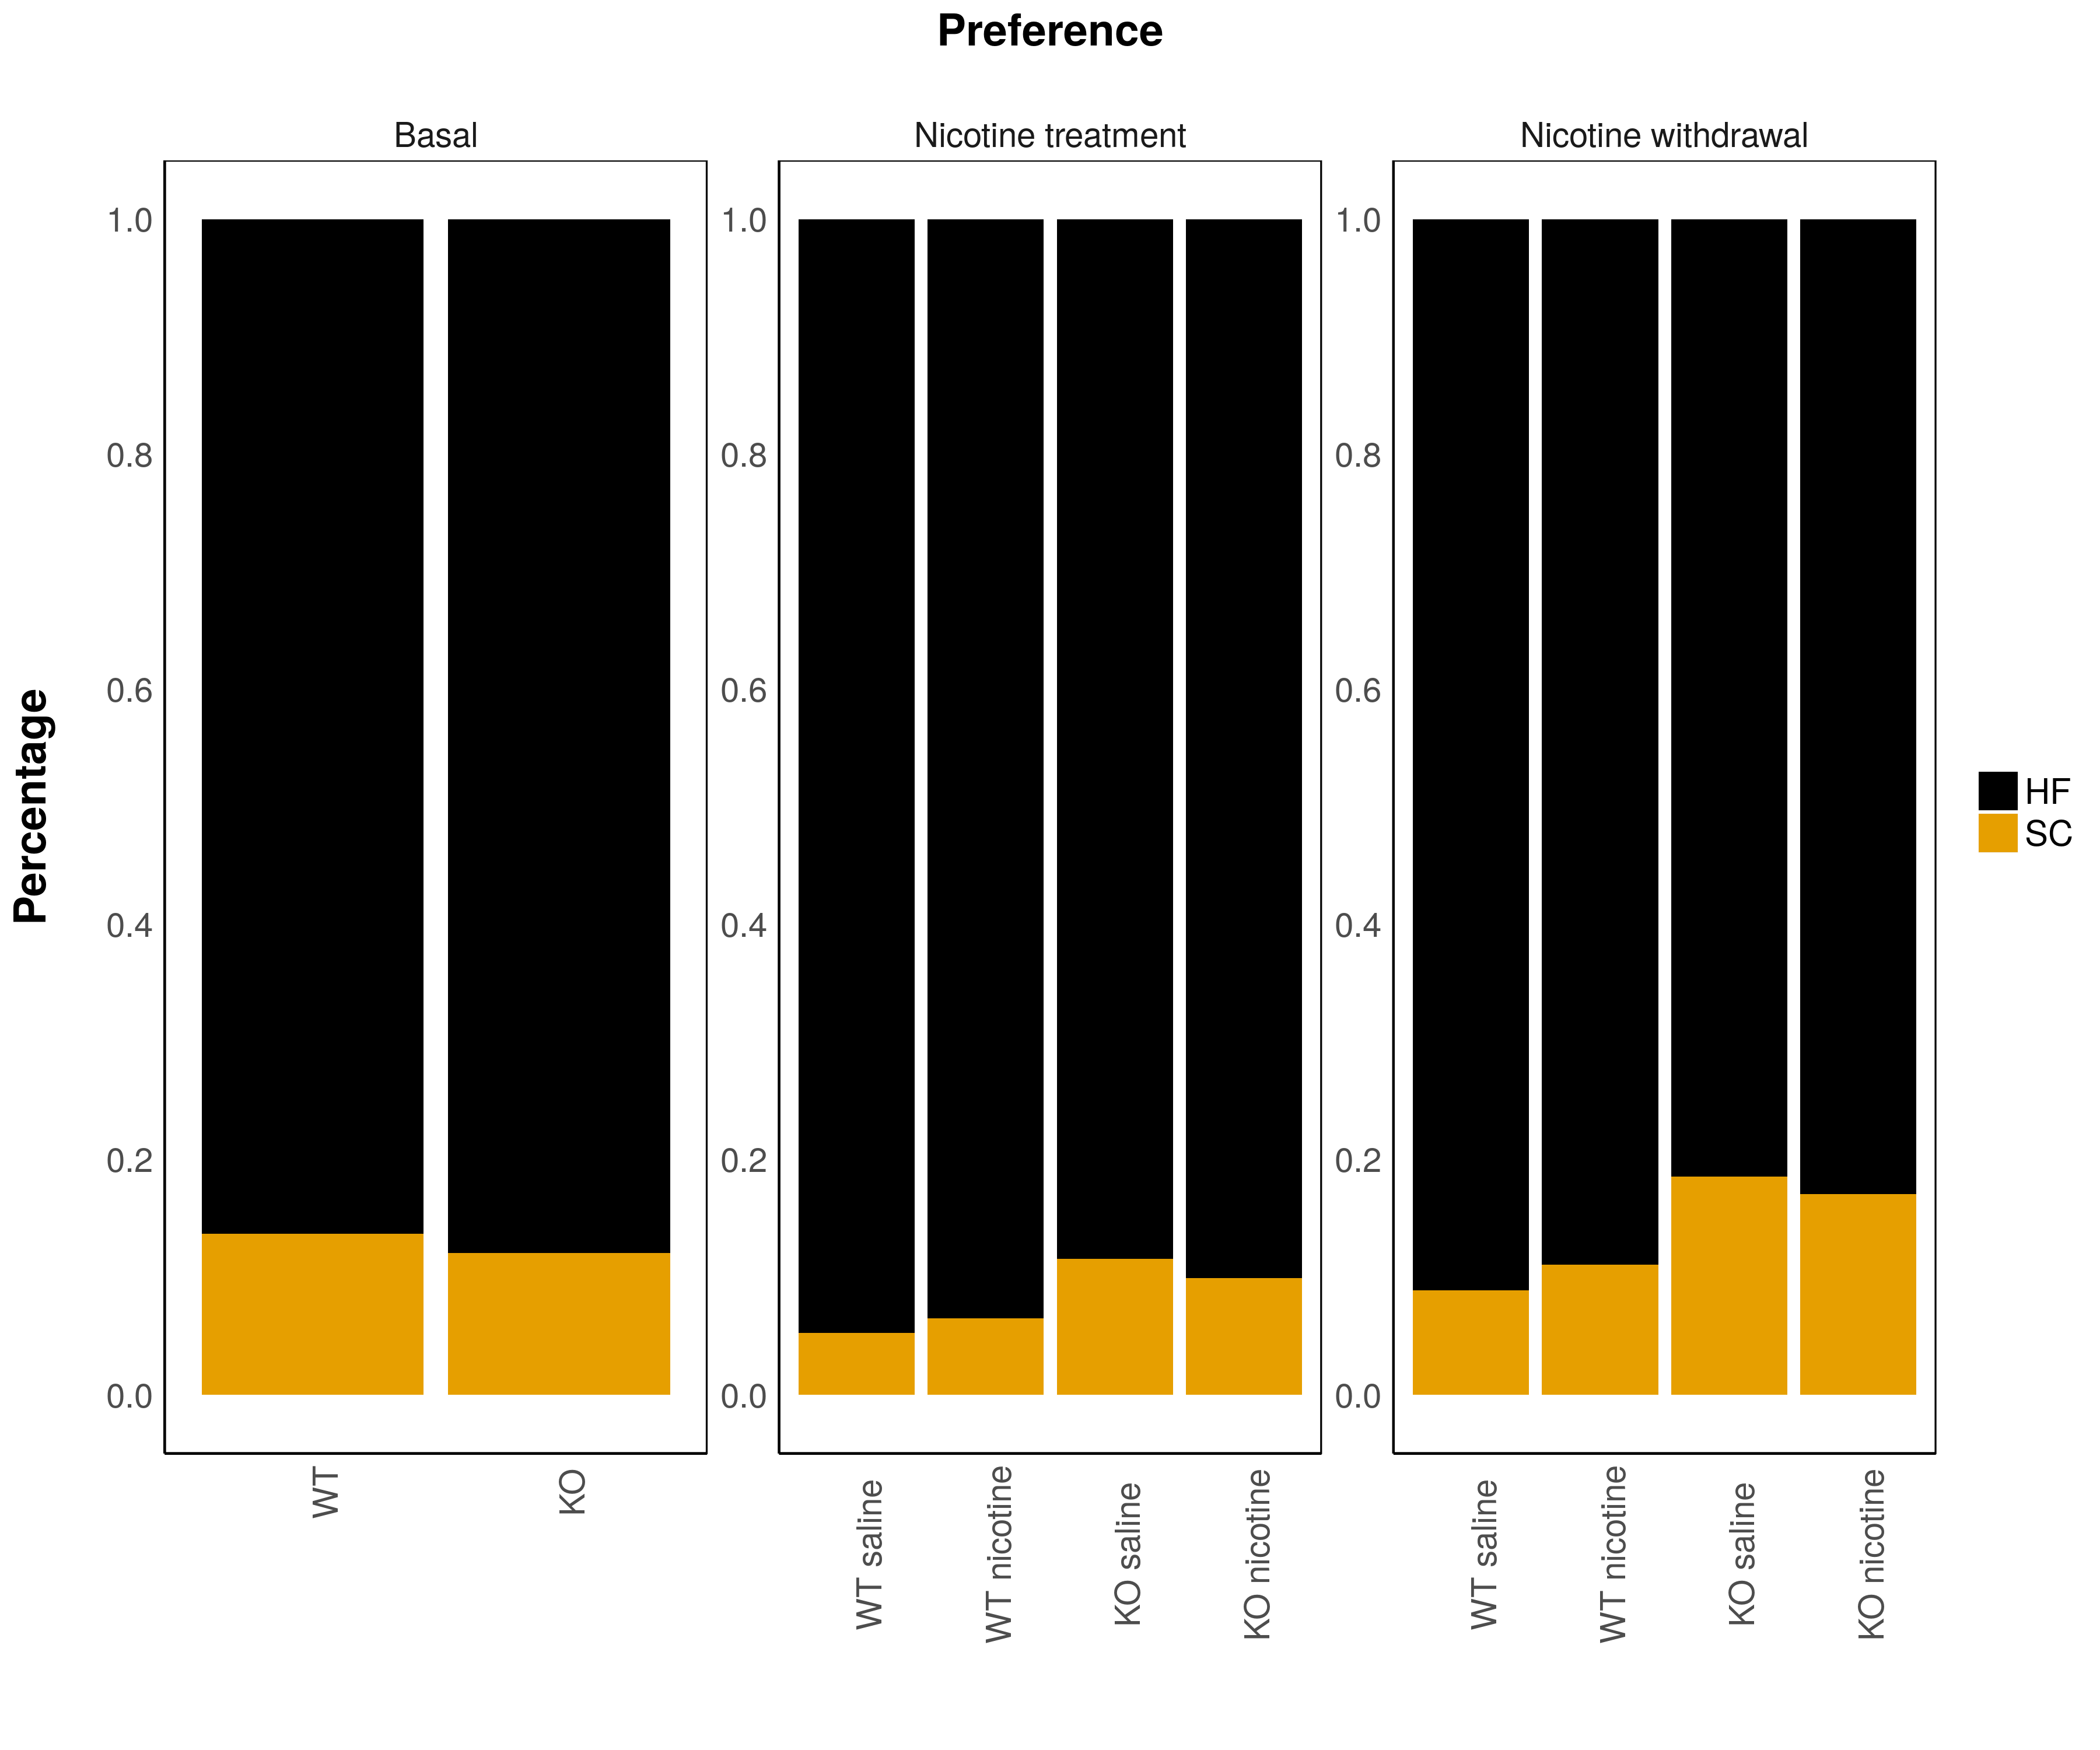 Preference
Basal
Nicotine treatment
Nicotine withdrawal
Percentage
1.0
0.8
0.6
0.4
0.2
0.0
1.0
0.8
0.6
0.4
0.2
0.0
1.0
0.8
0.6
0.4
0.2
0.0
WT
KO
WT saline
WT nicotine
KO saline
KO nicotine
WT saline
WT nicotine
KO saline
KO nicotine
HF
SC